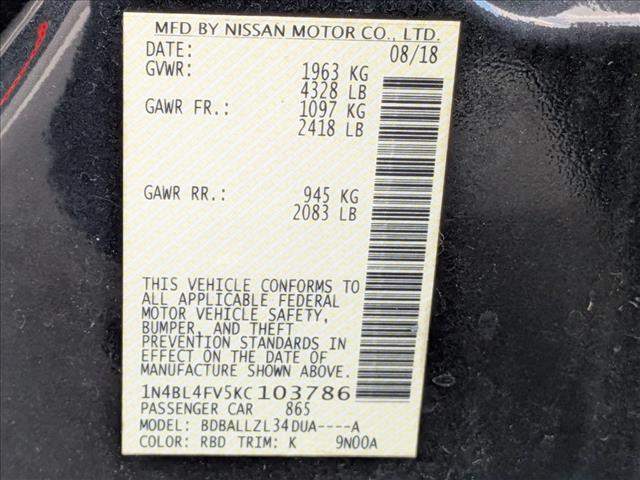 MFD BY NISSAN MOTOR CO., LTD.
DATE: 08/18
GVWR: 1963 KG
4328 LB
GAWR FR.: 1097 KG
2418 LB
GAWR RR.: 945 KG
2083 LB
THIS VEHICLE CONFORMS TO
ALL APPLICABLE FEDERAL
MOTOR VEHICLE SAFETY,
BUMPER, AND THEFT
PREVENTION STANDARDS IN
EFFECT ON THE DATE OF
MANUFACTURE SHOWN ABOVE.
1N4BL4FV5KC103786
PASSENGER CAR 865
MODEL: BDBALLZL34DUA----A
COLOR: RBD TRIM: K 9N00A